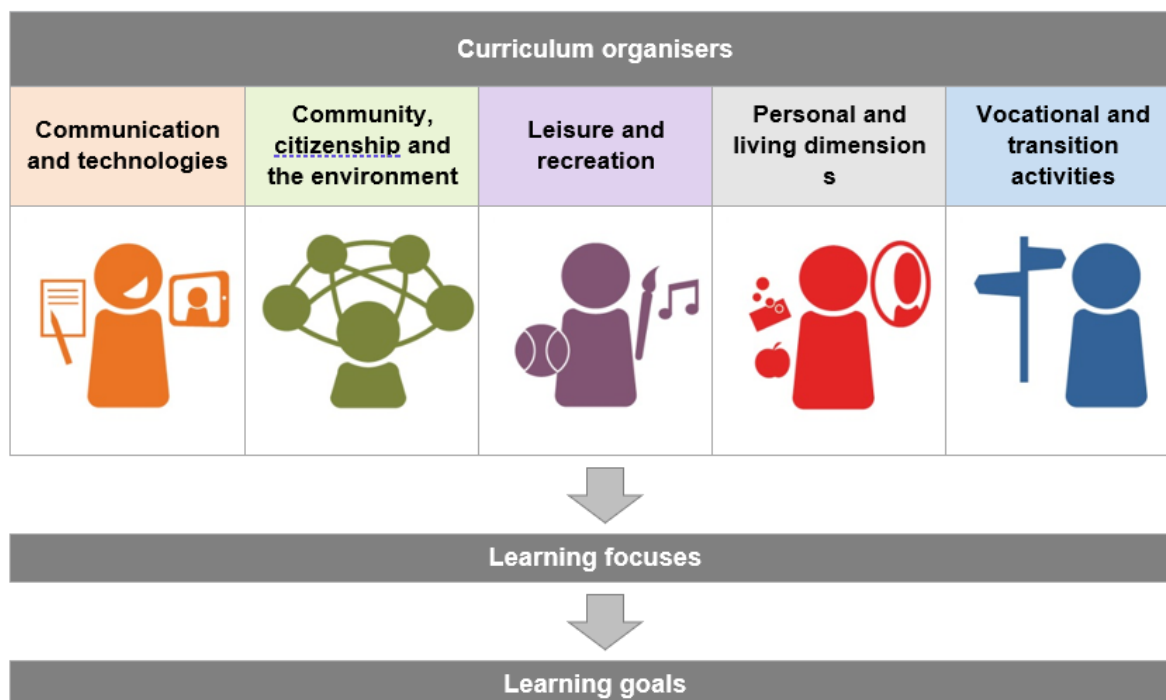 Curriculum organisers
Communication
and technologies
Community,
citizenship and
the environment
Leisure and
recreation
Personal and
living dimension
s
Vocational and
transition
activities
Learning focuses
Learning goals